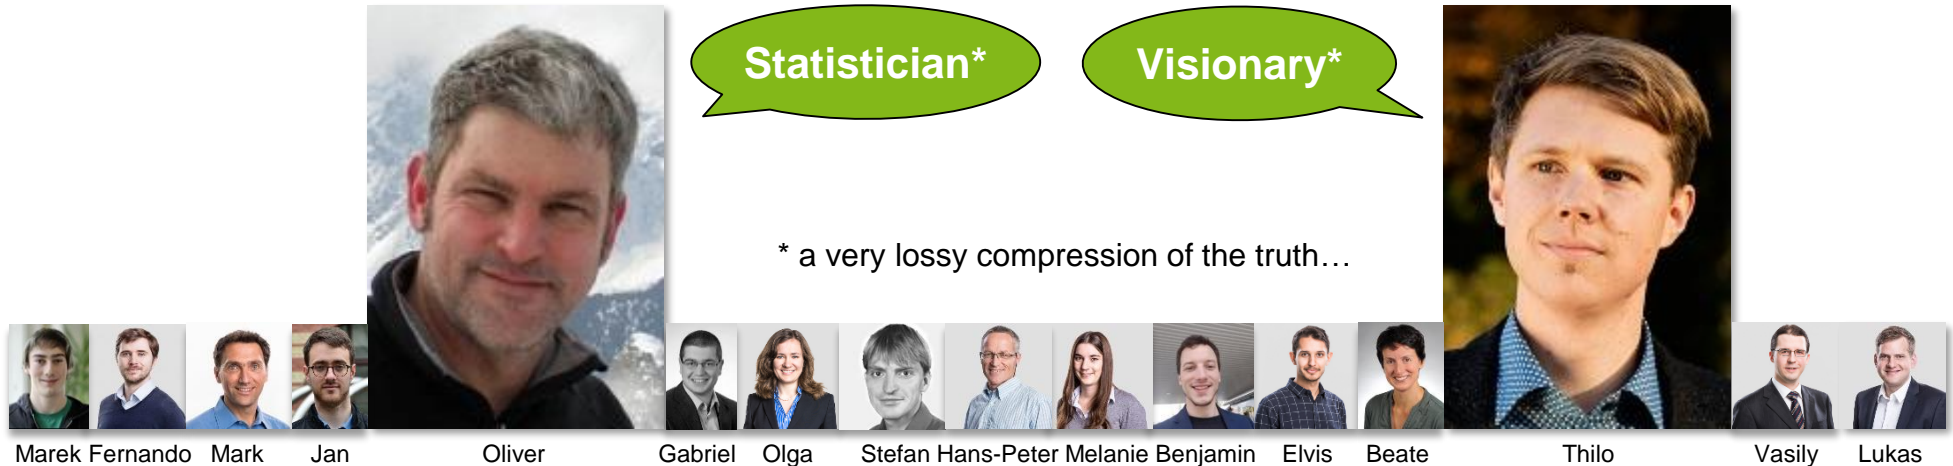 Statistician* Visionary*
* a very lossy compression of the truth…
Marek Fernando Mark Jan Oliver Gabriel Olga Stefan Hans-Peter Melanie Benjamin Elvis Beate Thilo Vasily Lukas